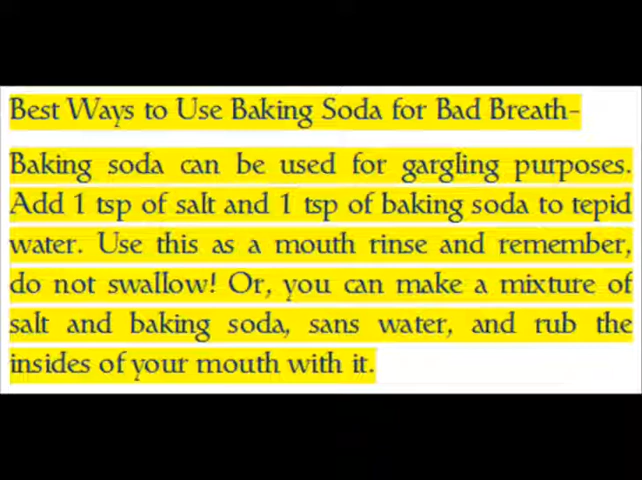 Best Ways to Use Baking Soda for Bad Breath-
Baking soda can be used for gargling purposes.
Add 1 tsp of salt and 1 tsp of baking soda to tepid
water. Use this as a mouth rinse and remember,
do not swallow! Or, you can make a mixture of
salt and baking soda, sans water, and rub the
insides of your mouth with it.